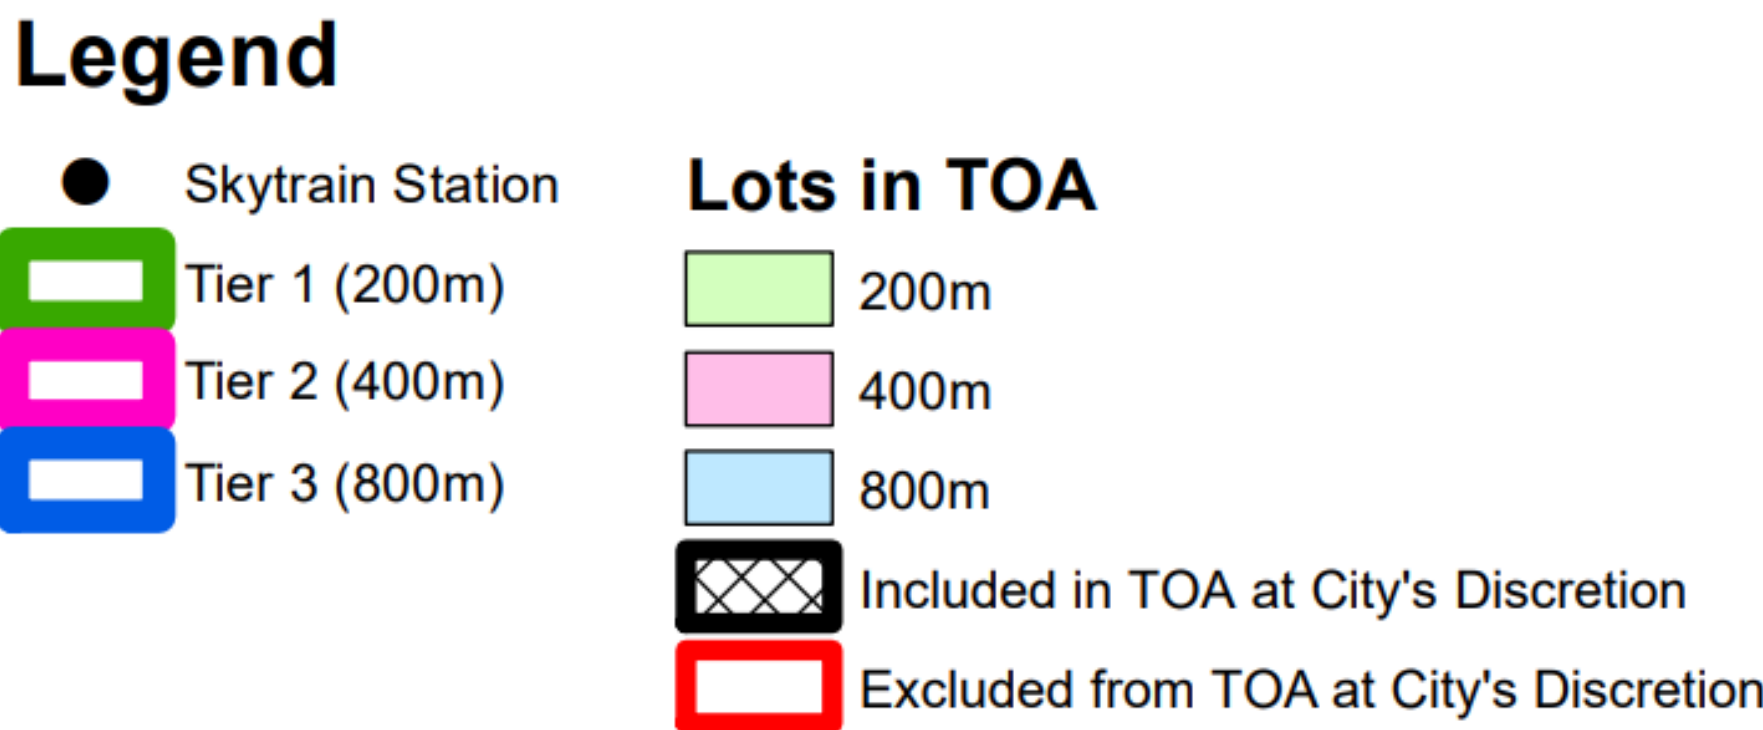 Legend
Skytrain Station
Tier 1 (200m)
Tier 2 (400m)
Tier 3 (800m)
Lots in TOA
200m
400m
800m
Included in TOA at City's Discretion
Excluded from TOA at City's Discretion